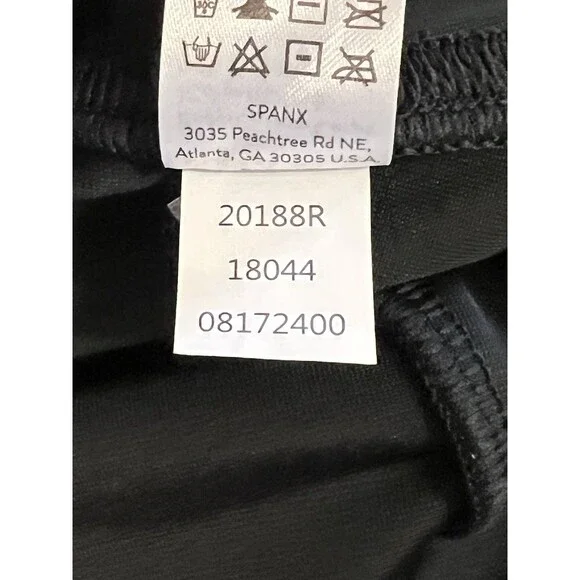 SPANX
3035 Peachtree Rd NE,
Atlanta, GA 30305 U.S.A.
20188R
18044
08172400